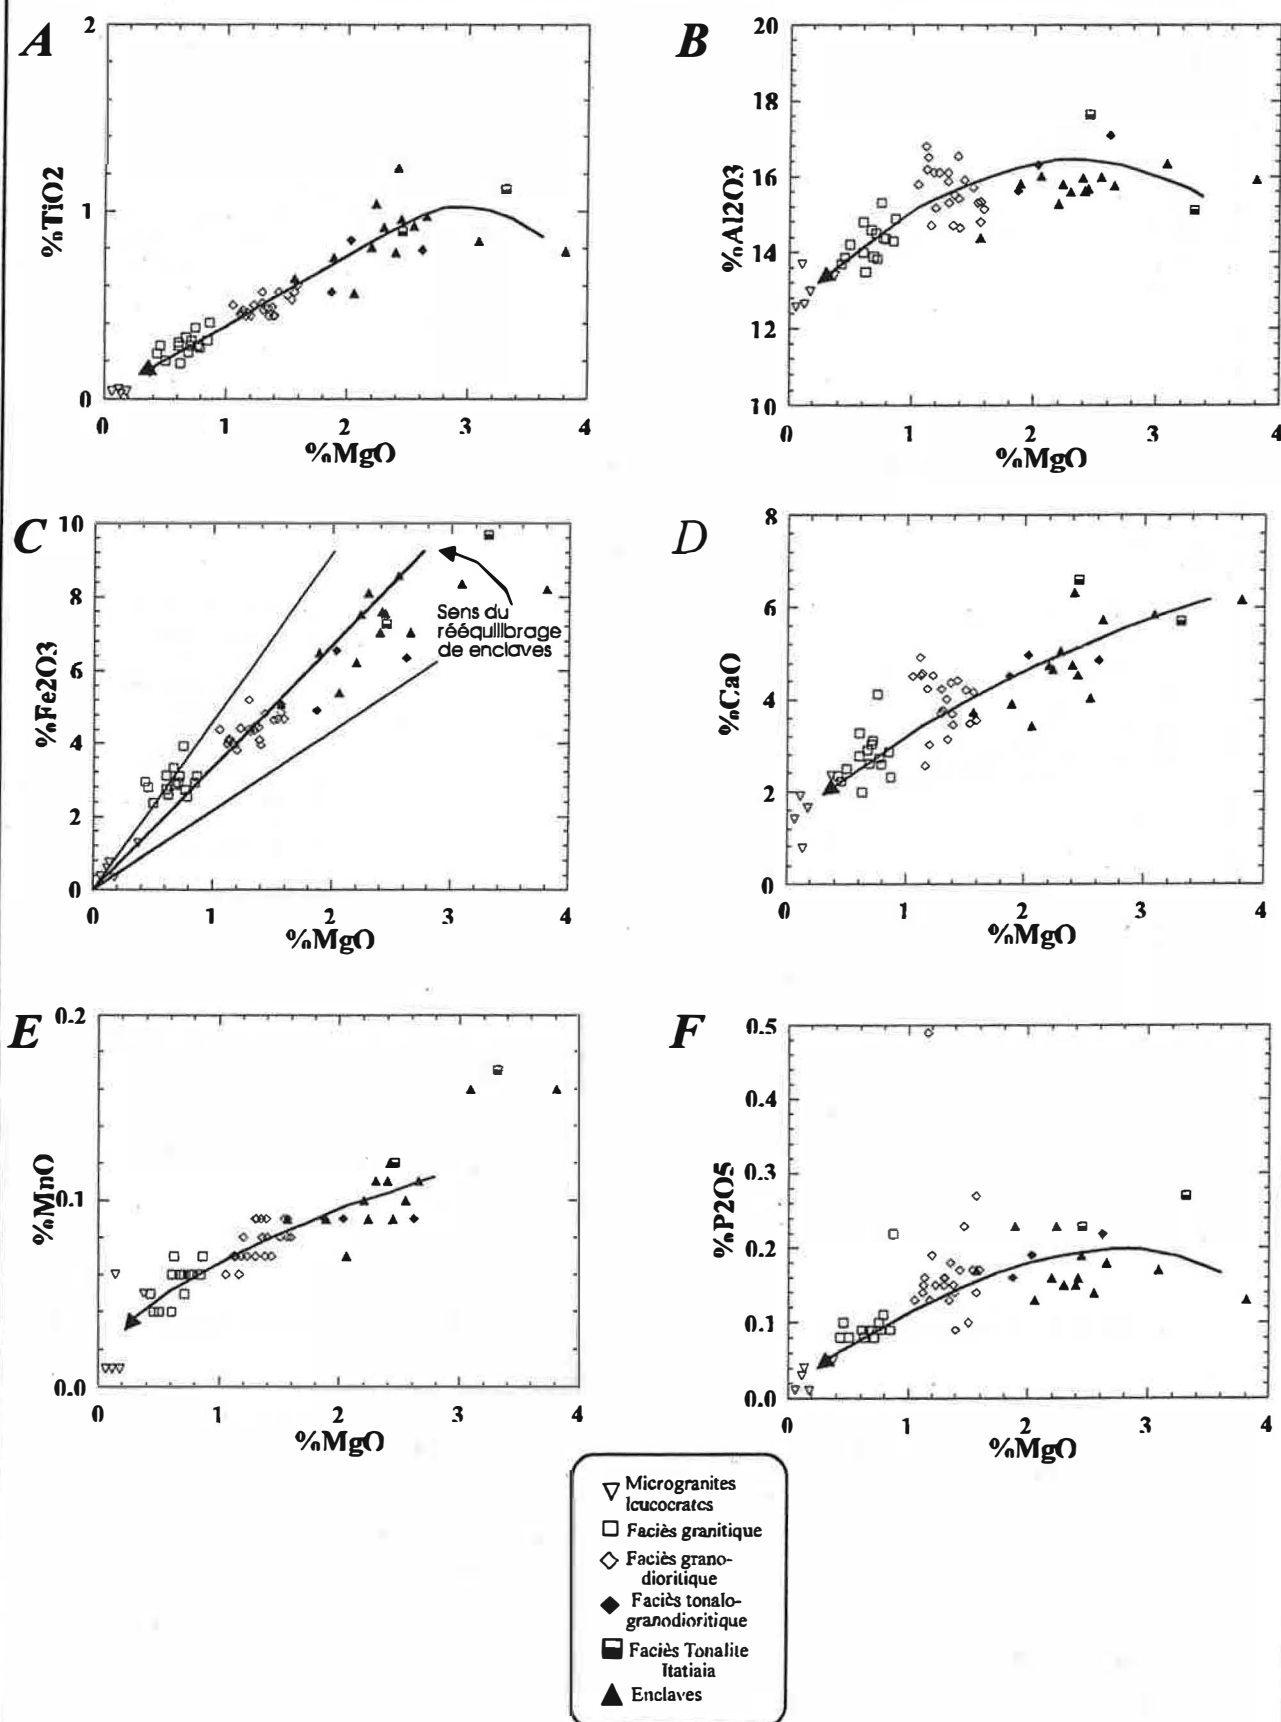 A
2
1
0
0
1
2
3
4
%TiO2
%MgO
B
20
18
16
14
12
10
0
1
2
3
4
%Al2O3
%MgO
C
10
8
6
4
2
0
0
1
2
3
4
%Fe2O3
%MgO
Sens du
rééquilibrage
de enclaves
D
8
6
4
2
0
0
1
2
3
4
%CaO
%MgO
E
0.2
0.1
0.0
0
1
2
3
4
%MnO
%MgO
F
0.5
0.4
0.3
0.2
0.1
0.0
0
1
2
3
4
%P2O5
%MgO
Microgranites
leucocrates
Faciès granitique
Faciès grano-
dioritique
Faciès tonalo-
granodioritique
Faciès Tonalite
Itatiaia
Enclaves